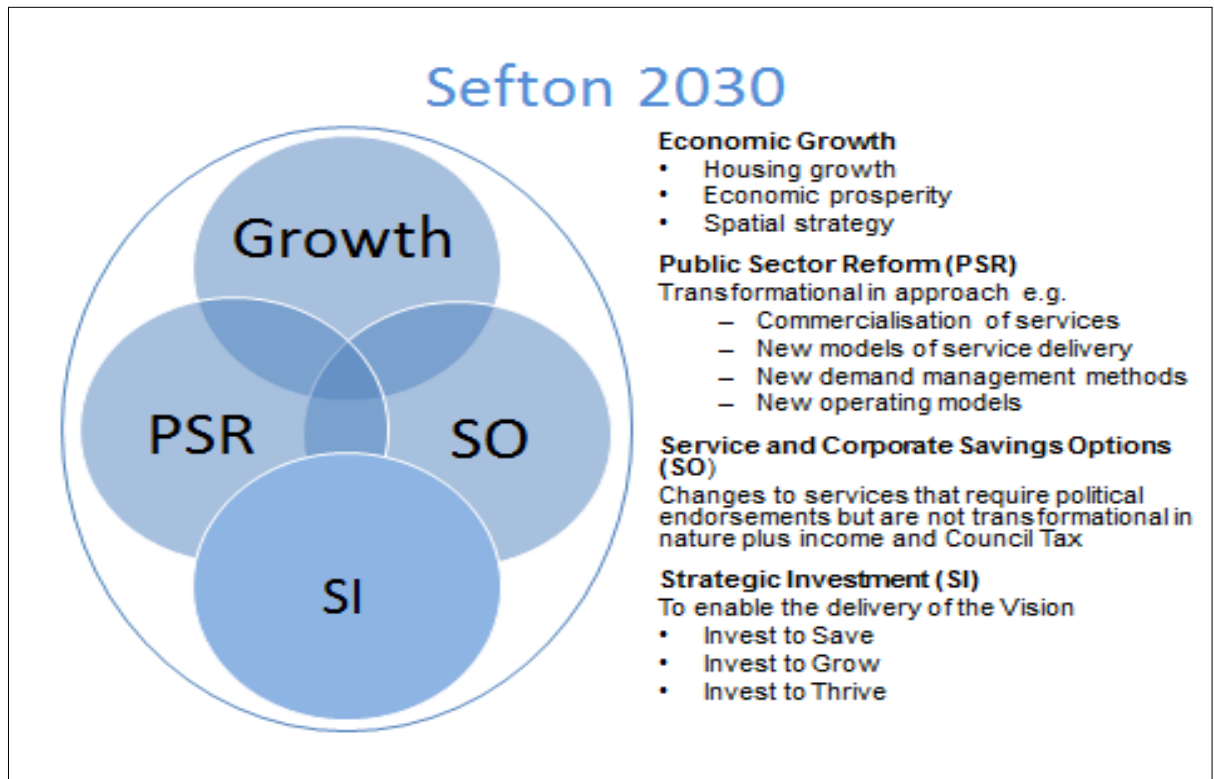 Sefton 2030
Growth
PSR
SO
SI
Economic Growth
• Housing growth
• Economic prosperity
• Spatial strategy
Public Sector Reform (PSR)
Transformational in approach e.g.
– Commercialisation of services
– New models of service delivery
– New demand management methods
– New operating models
Service and Corporate Savings Options
(SO)
Changes to services that require political
endorsements but are not transformational in
nature plus income and Council Tax
Strategic Investment (SI)
To enable the delivery of the Vision
• Invest to Save
• Invest to Grow
• Invest to Thrive